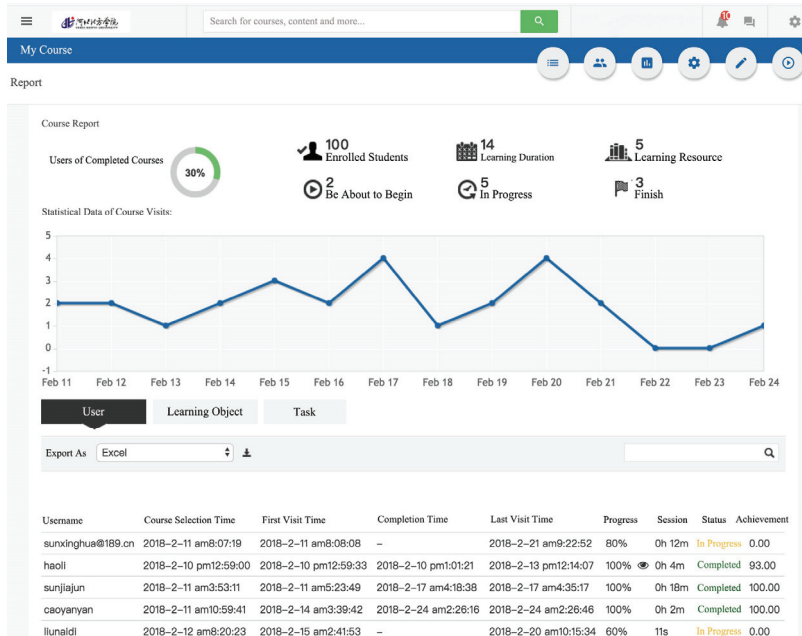 河北北方学院
Search for courses, content and more...
10
My Course
Report
Course Report
Users of Completed Courses
30%
100
Enrolled Students
14
Learning Duration
5
Learning Resource
2
Be About to Begin
5
In Progress
3
Finish
Statistical Data of Course Visits:
5
4
3
2
1
0
-1
Feb 11 Feb 12 Feb 13 Feb 14 Feb 15 Feb 16 Feb 17 Feb 18 Feb 19 Feb 20 Feb 21 Feb 22 Feb 23 Feb 24
User Learning Object Task
Export As Excel
Username Course Selection Time First Visit Time Completion Time Last Visit Time Progress Session Status Achievement
sunxinghua@189.cn 2018-2-11 am8:07:19 2018-2-11 am8:08:08 – 2018-2-21 am9:22:52 80% 0h 12m In Progress 0.00
haoli 2018-2-10 pm12:59:00 2018-2-10 pm12:59:33 2018-2-10 pm1:01:21 2018-2-13 pm12:14:07 100% 0h 4m Completed 93.00
sunjiajun 2018-2-11 am3:53:11 2018-2-11 am5:23:49 2018-2-17 am4:18:38 2018-2-17 am4:35:17 100% 0h 18m Completed 100.00
caoyanyan 2018-2-11 am10:59:41 2018-2-14 am3:39:42 2018-2-24 am2:26:16 2018-2-24 am2:26:46 100% 0h 2m Completed 100.00
liunaidi 2018-2-12 am8:20:23 2018-2-15 am2:41:53 – 2018-2-20 am10:15:34 60% 11s In Progress 0.00